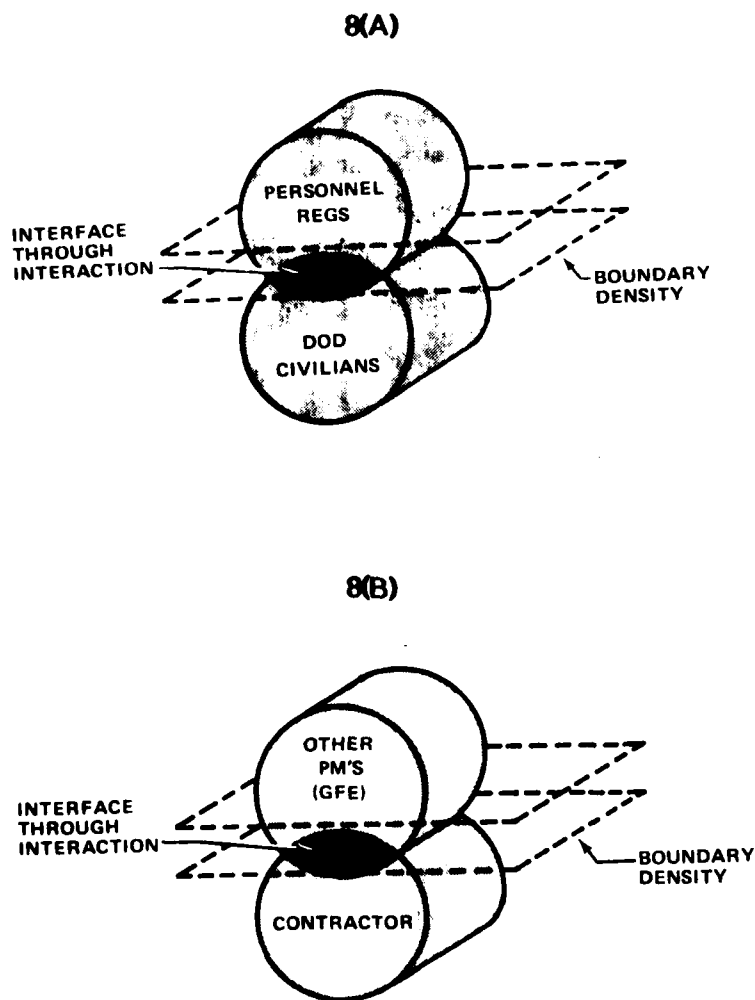 8(A)
PERSONNEL
REGS
INTERFACE
THROUGH
INTERACTION
BOUNDARY
DENSITY
DOD
CIVILIANS
8(B)
OTHER
PM'S
(GFE)
INTERFACE
THROUGH
INTERACTION
BOUNDARY
DENSITY
CONTRACTOR